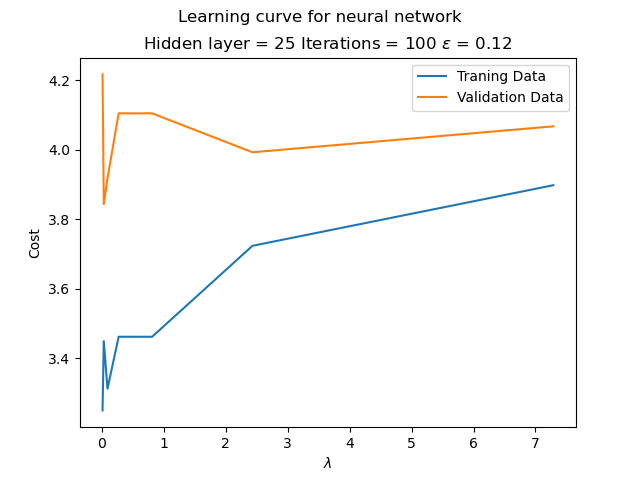 Learning curve for neural network
Hidden layer = 25 Iterations = 100 ε = 0.12
Traning Data
Validation Data
4.2
4.0
3.8
3.6
3.4
Cost
0 1 2 3 4 5 6 7
λ